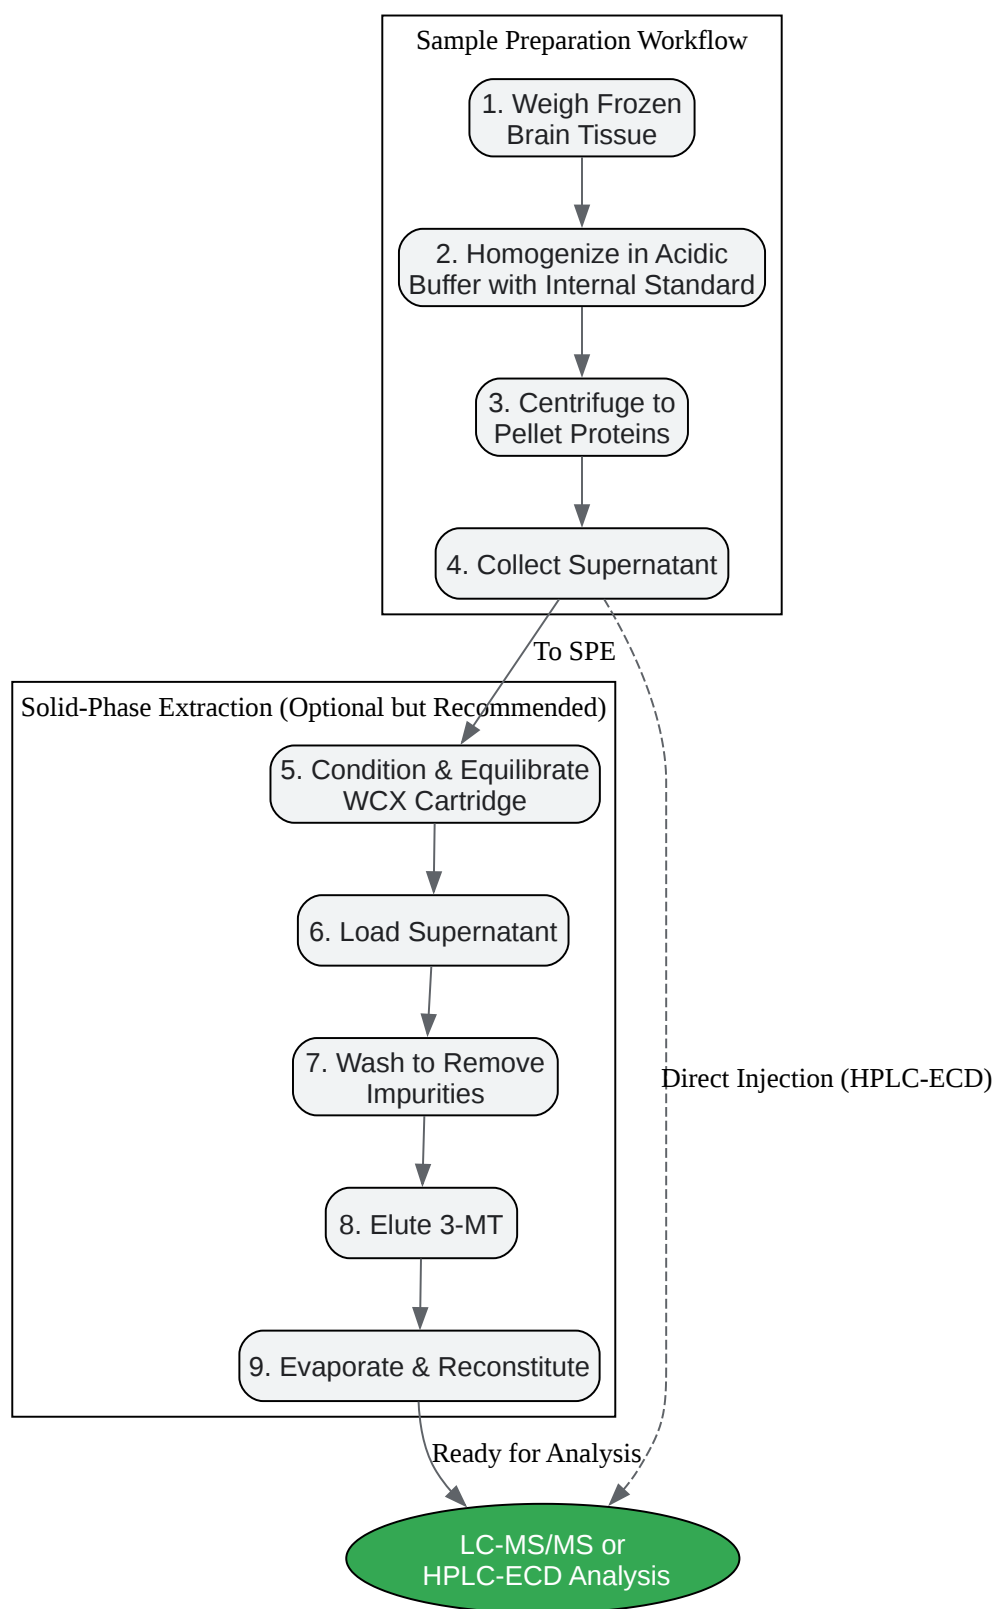 Sample Preparation Workflow
1. Weigh Frozen
Brain Tissue
2. Homogenize in Acidic
Buffer with Internal Standard
3. Centrifuge to
Pellet Proteins
4. Collect Supernatant
To SPE
Solid-Phase Extraction (Optional but Recommended)
5. Condition & Equilibrate
WCX Cartridge
6. Load Supernatant
7. Wash to Remove
Impurities
Direct Injection (HPLC-ECD)
8. Elute 3-MT
9. Evaporate & Reconstitute
Ready for Analysis
LC-MS/MS or
HPLC-ECD Analysis